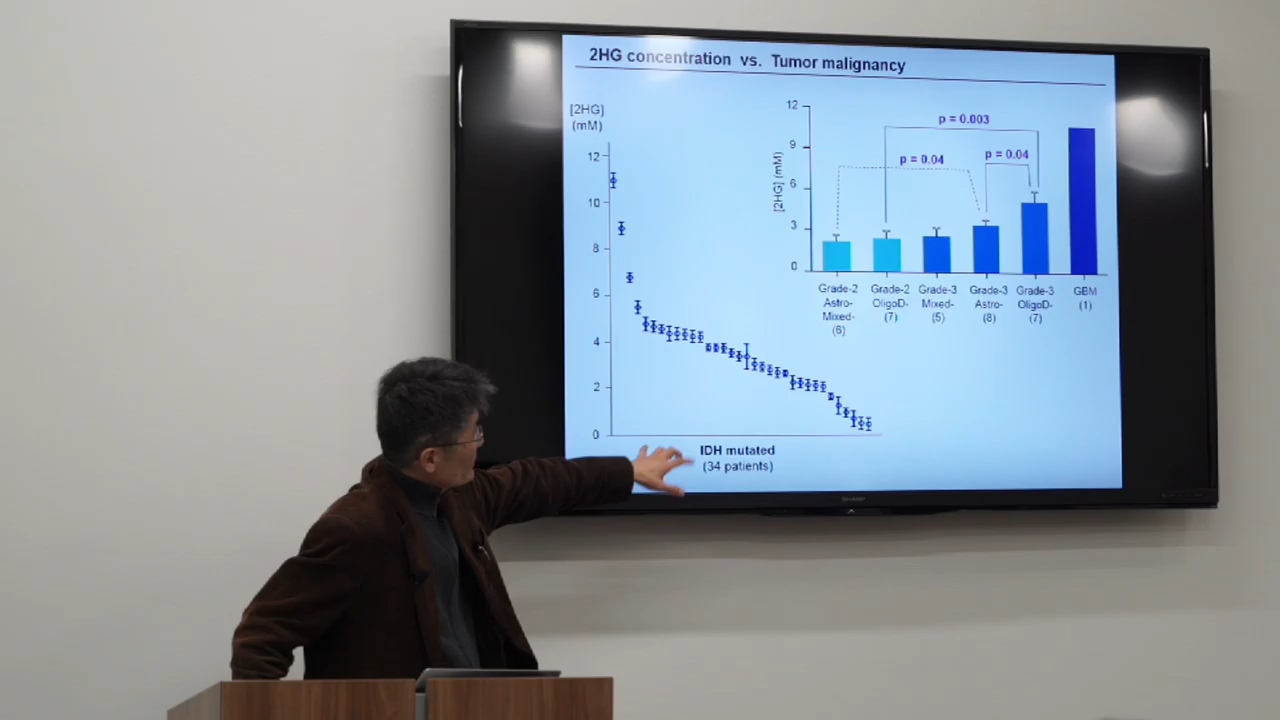 2HG concentration vs. Tumor malignancy
[2HG]
(mM)
12
10
8
6
4
2
0
IDH mutated
(34 patients)
12
9
6
3
0
[2HG] (mM)
p = 0.003
p = 0.04
p = 0.04
Grade-2
Astro-
Mixed-
(6)
Grade-2
OligoD-
(7)
Grade-3
Mixed-
(5)
Grade-3
Astro-
(8)
Grade-3
OligoD-
(7)
GBM
(1)
SHARP